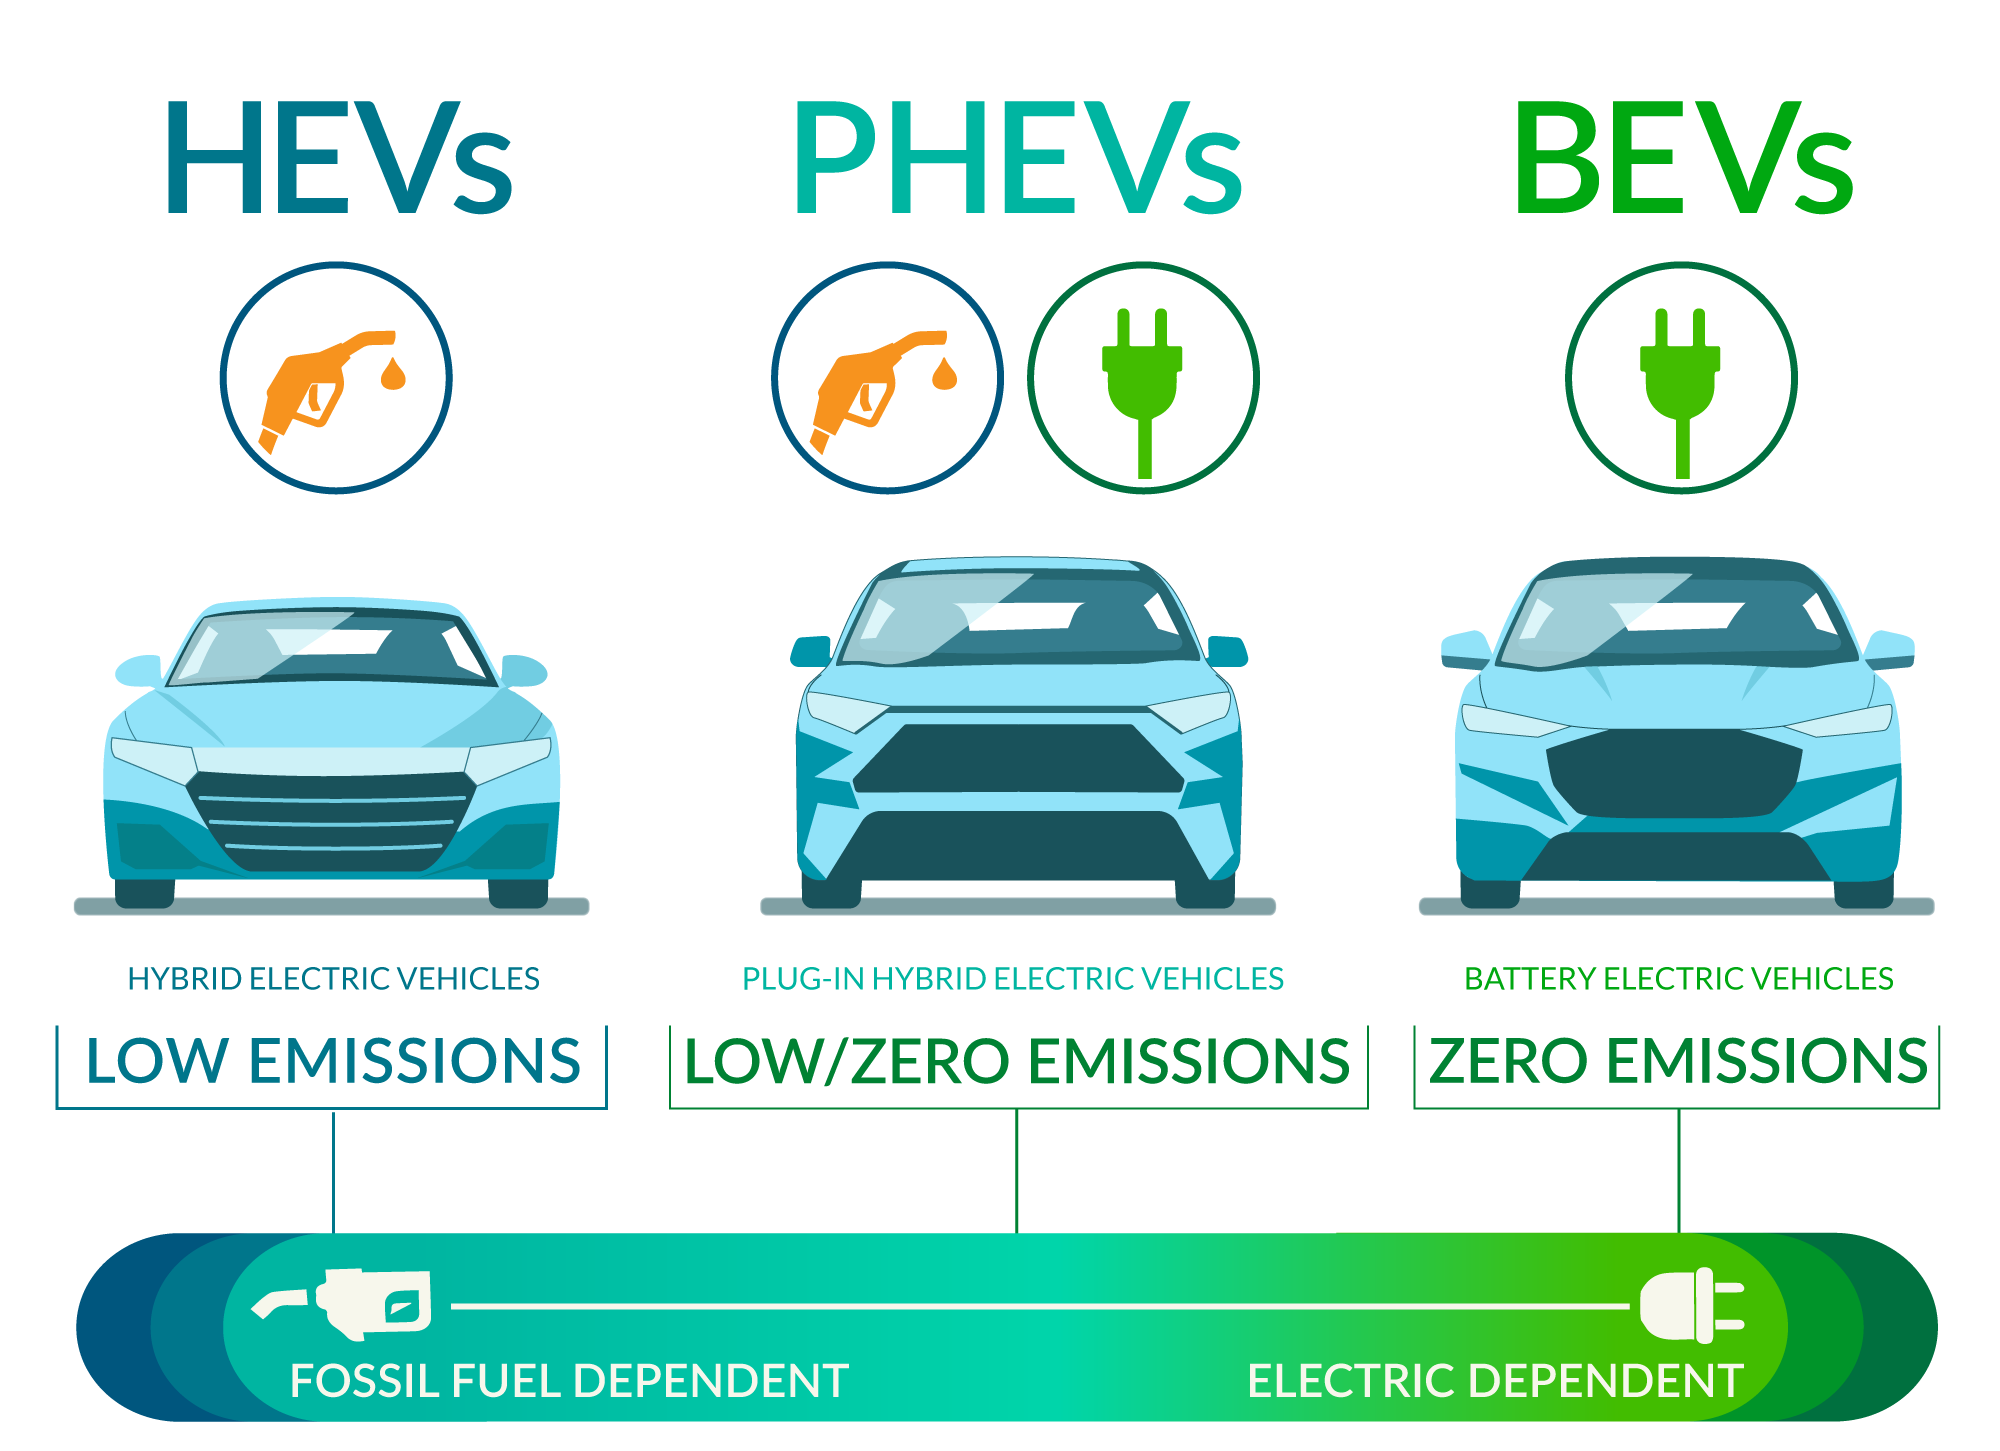 HEVs
PHEVs
BEVs
HYBRID ELECTRIC VEHICLES
PLUG-IN HYBRID ELECTRIC VEHICLES
BATTERY ELECTRIC VEHICLES
LOW EMISSIONS
LOW/ZERO EMISSIONS
ZERO EMISSIONS
FOSSIL FUEL DEPENDENT
ELECTRIC DEPENDENT